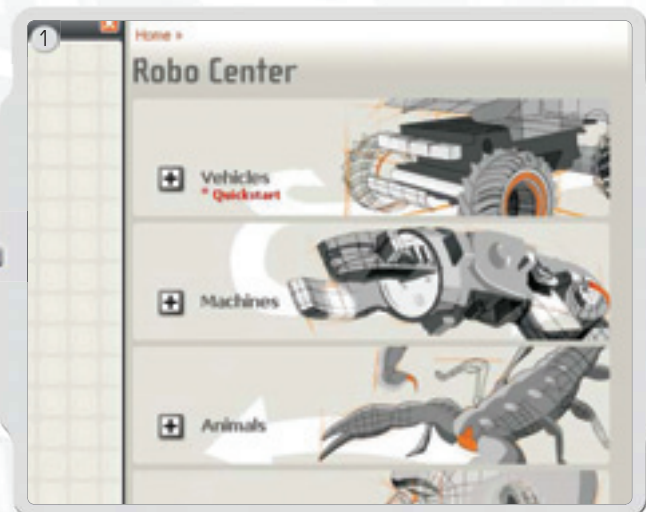 1
Home »
Robo Center
Vehicles
* Quickstart
Machines
Animals